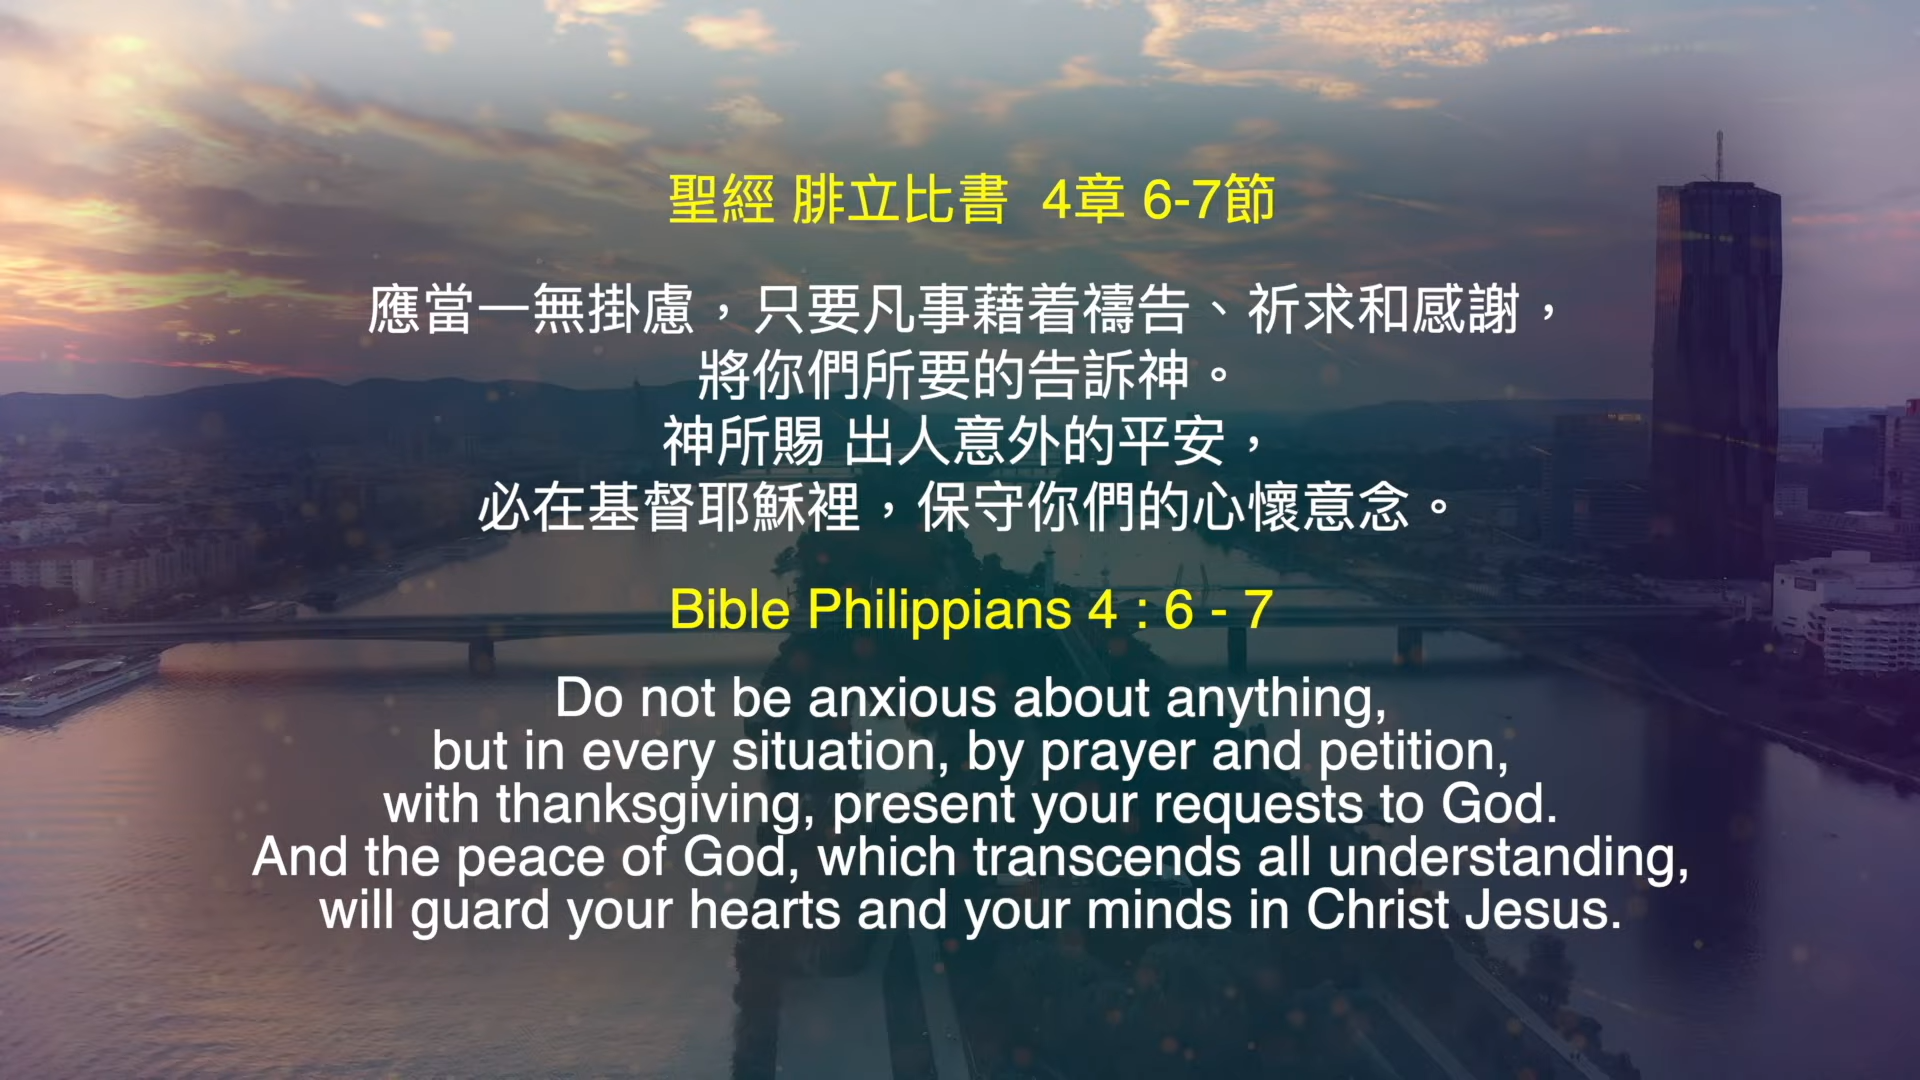 聖經 腓立比書 4章 6-7節
應當一無掛慮，只要凡事藉着禱告、祈求和感謝，
將你們所要的告訴神。
神所賜 出人意外的平安，
必在基督耶穌裡，保守你們的心懷意念。
Bible Philippians 4 : 6 - 7
Do not be anxious about anything,
but in every situation, by prayer and petition,
with thanksgiving, present your requests to God.
And the peace of God, which transcends all understanding,
will guard your hearts and your minds in Christ Jesus.